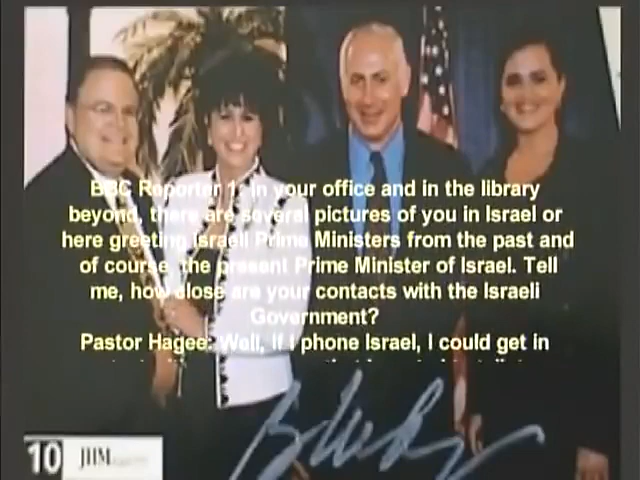 BBC Reporter 1: In your office and in the library
beyond, there are several pictures of you in Israel or
here greeting Israeli Prime Ministers from the past and
of course, the present Prime Minister of Israel. Tell
me, how close are your contacts with the Israeli
Government?
Pastor Hagee: Well, If I phone Israel, I could get in
10 JHM